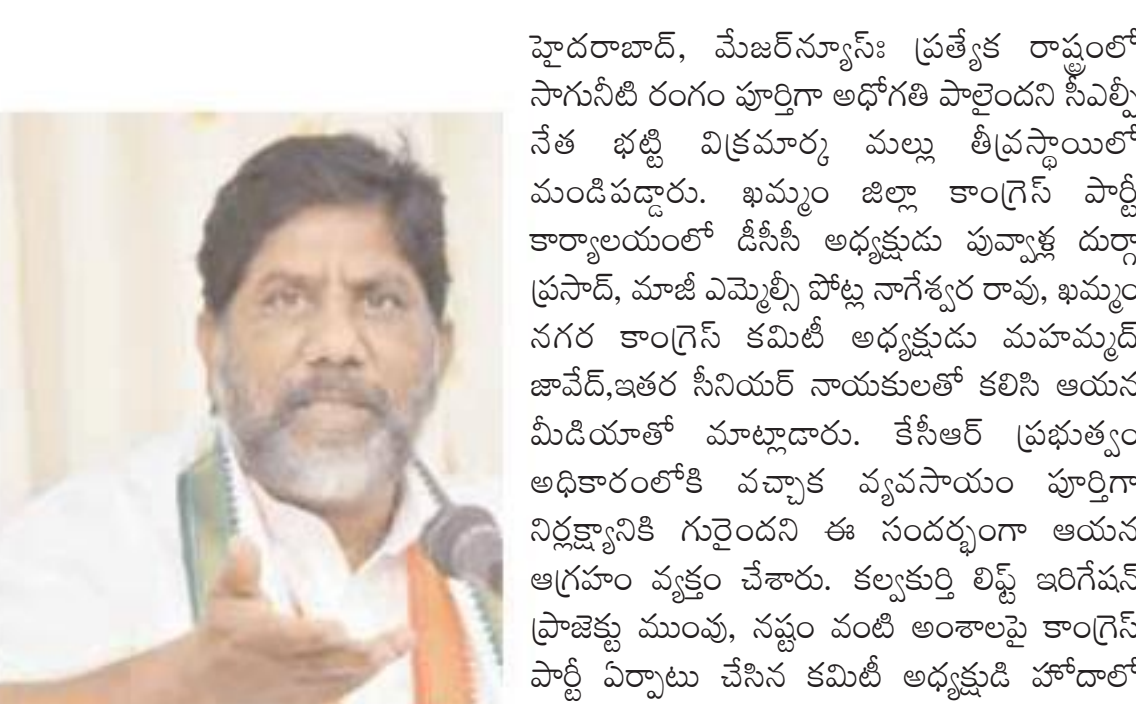 హైదరాబాద్, మేజర్‌న్యూస్ః ప్రత్యేక రాష్ట్రంలో
సాగునీటి రంగం పూర్తిగా అధోగతి పాలైందని సీఎల్పీ
నేత భట్టి విక్రమార్క మల్లు తీవ్రస్థాయిలో
మండిపడ్డారు. ఖమ్మం జిల్లా కాంగ్రెస్ పార్టీ
కార్యాలయంలో డీసీసీ అధ్యక్షుడు పువ్వాళ్ల దుర్గా
ప్రసాద్, మాజీ ఎమ్మెల్సీ పోట్ల నాగేశ్వర రావు, ఖమ్మం
నగర కాంగ్రెస్ కమిటీ అధ్యక్షుడు మహమ్మద్
జావేద్,ఇతర సీనియర్ నాయకులతో కలిసి ఆయన
మీడియాతో మాట్లాడారు. కేసీఆర్ ప్రభుత్వం
అధికారంలోకి వచ్చాక వ్యవసాయం పూర్తిగా
నిర్లక్ష్యానికి గురైందని ఈ సందర్భంగా ఆయన
ఆగ్రహం వ్యక్తం చేశారు. కల్వకుర్తి లిఫ్ట్ ఇరిగేషన్
ప్రాజెక్టు ముంవు, నష్టం వంటి అంశాలపై కాంగ్రెస్
పార్టీ ఏర్పాటు చేసిన కమిటీ అధ్యక్షుడి హోదాలో